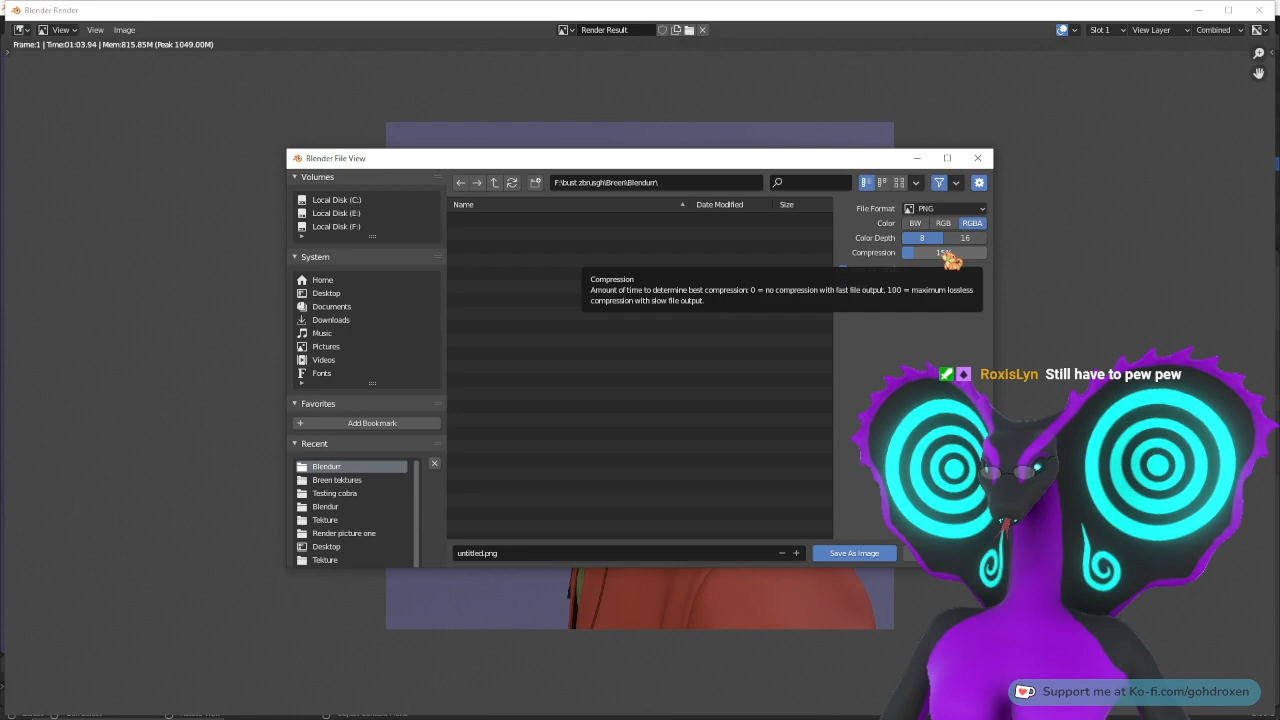 Blender Render
View View Image Render Result Slot 1 View Layer Combined
Frame:1 | Time:01:03.94 | Mem:815.85M (Peak 1049.00M)
Blender File View
Volumes
Local Disk (C:)
Local Disk (E:)
Local Disk (F:)
System
Home
Desktop
Documents
Downloads
Music
Pictures
Videos
Fonts
Favorites
Add Bookmark
Recent
Blendurr
Breen tektures
Testing cobra
Blendur
Tekture
Render picture one
Desktop
Tekture
F:\bust zbrusgh\Breen\Blendurr\
Name Date Modified Size
File Format PNG
Color BW RGB RGBA
Color Depth 8 16
Compression 15%
Compression
Amount of time to determine best compression: 0 = no compression with fast file output, 100 = maximum lossless
compression with slow file output.
untitled.png Save As Image
RoxisLyn Still have to pew pew
Support me at Ko-fi.com/gohdroxen